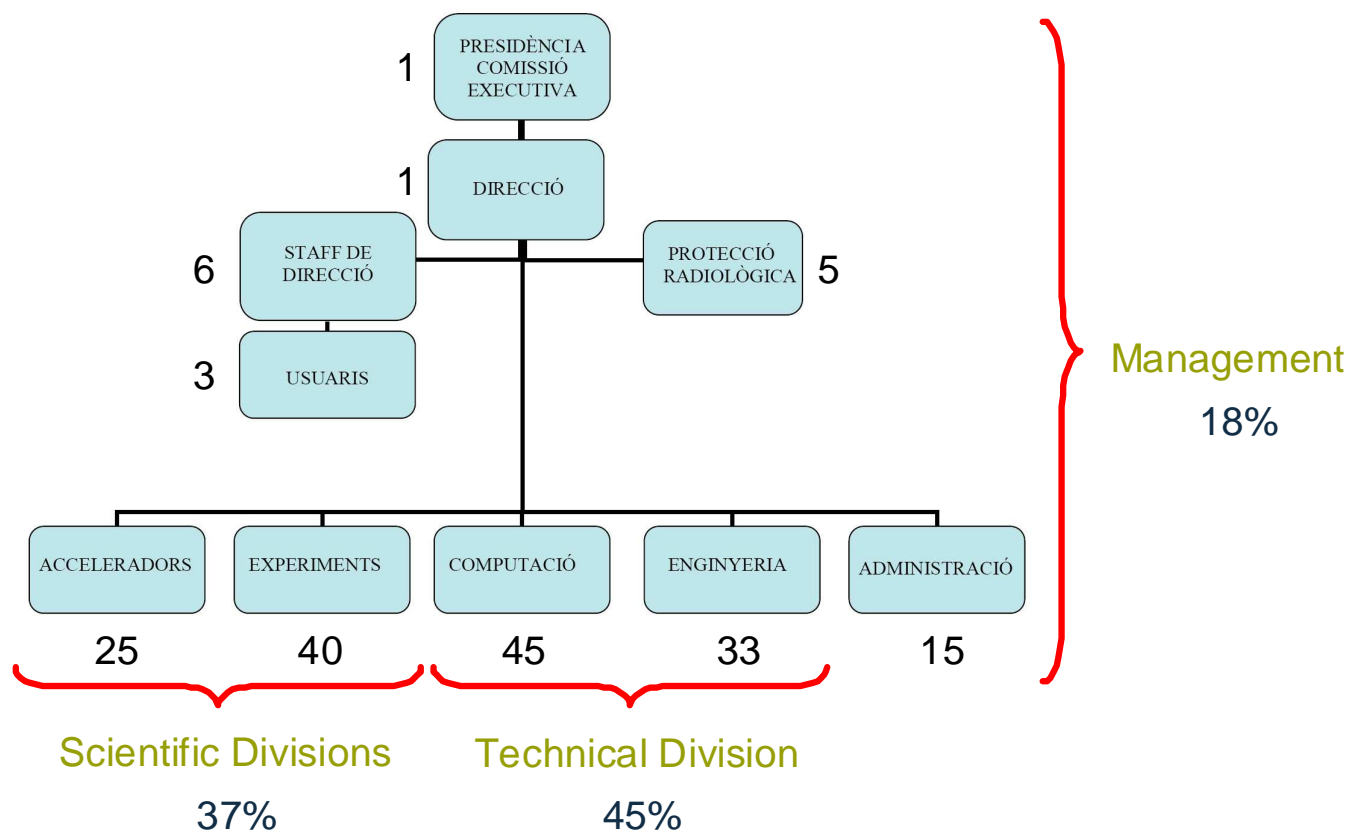 PRESIDÈNCIA
COMISSIÓ
EXECUTIVA
1
DIRECCIÓ
1
STAFF DE
DIRECCIÓ
6
PROTECCIÓ
RADIOLÒGICA
5
USUARIS
3
Management
18%
ACCELERADORS
EXPERIMENTS
COMPUTACIÓ
ENGINYERIA
ADMINISTRACIÓ
25
40
45
33
15
Scientific Divisions
37%
Technical Division
45%